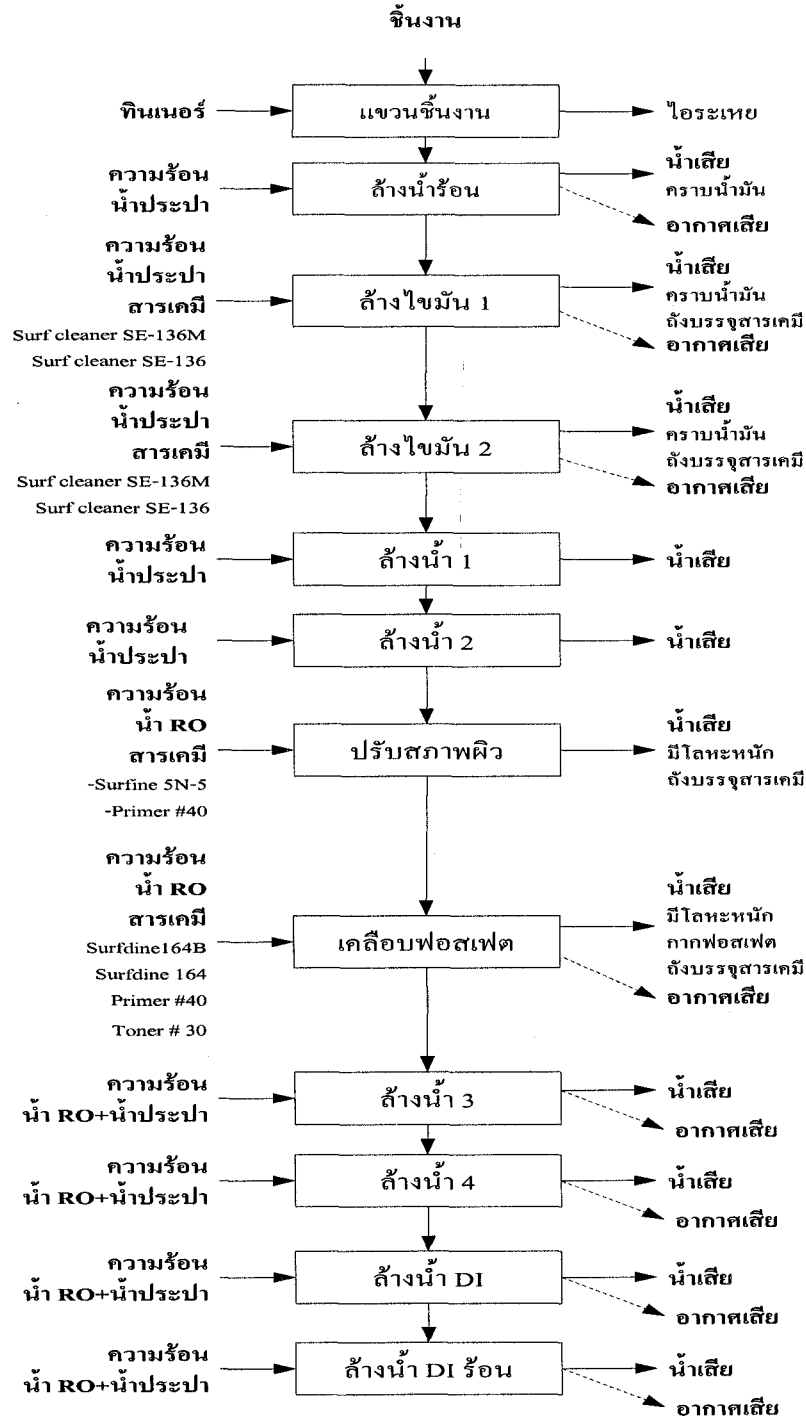 ชิ้นงาน
ทินเนอร์
แขวนชิ้นงาน
ไอระเหย
ความร้อน
น้ำประปา
ล้างน้ำร้อน
น้ำเสีย
คราบน้ำมัน
อากาศเสีย
ความร้อน
น้ำประปา
สารเคมี
Surf cleaner SE-136M
Surf cleaner SE-136
ล้างไขมัน 1
น้ำเสีย
คราบน้ำมัน
ถังบรรจุสารเคมี
อากาศเสีย
ความร้อน
น้ำประปา
สารเคมี
Surf cleaner SE-136M
Surf cleaner SE-136
ล้างไขมัน 2
น้ำเสีย
คราบน้ำมัน
ถังบรรจุสารเคมี
อากาศเสีย
ความร้อน
น้ำประปา
ล้างน้ำ 1
น้ำเสีย
ความร้อน
น้ำประปา
ล้างน้ำ 2
น้ำเสีย
ความร้อน
น้ำ RO
สารเคมี
-Surfine 5N-5
-Primer #40
ปรับสภาพผิว
น้ำเสีย
มีโลหะหนัก
ถังบรรจุสารเคมี
ความร้อน
น้ำ RO
สารเคมี
Surfdine164B
Surfdine 164
Primer #40
Toner # 30
เคลือบฟอสเฟต
น้ำเสีย
มีโลหะหนัก
กากฟอสเฟต
ถังบรรจุสารเคมี
อากาศเสีย
ความร้อน
น้ำ RO+น้ำประปา
ล้างน้ำ 3
น้ำเสีย
อากาศเสีย
ความร้อน
น้ำ RO+น้ำประปา
ล้างน้ำ 4
น้ำเสีย
อากาศเสีย
ความร้อน
น้ำ RO+น้ำประปา
ล้างน้ำ DI
น้ำเสีย
อากาศเสีย
ความร้อน
น้ำ RO+น้ำประปา
ล้างน้ำ DI ร้อน
น้ำเสีย
อากาศเสีย